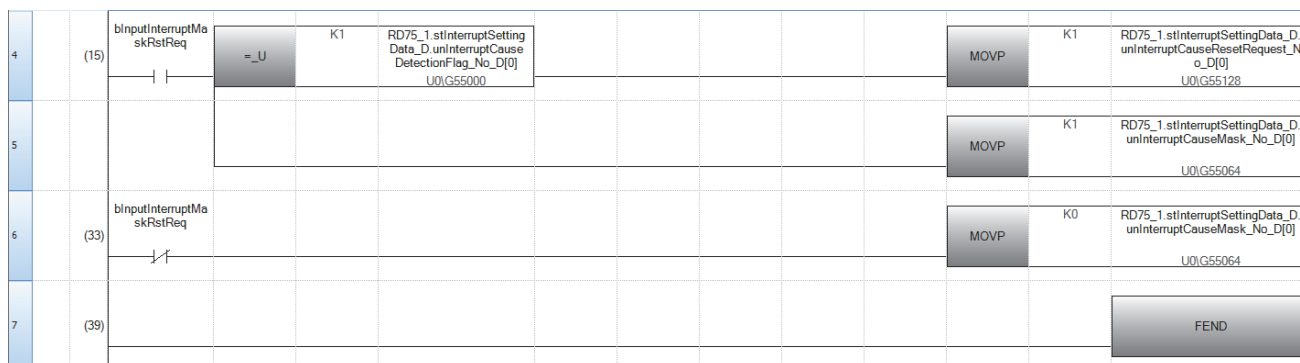 4
(15)
bInputInterruptMa
skRstReq
=_U
K1
RD75_1.stInterruptSetting
Data_D.unInterruptCause
DetectionFlag_No_D[0]
U0\G55000
MOVP
K1
RD75_1.stInterruptSettingData_D.
unInterruptCauseResetRequest_N
o_D[0]
U0\G55128
5
MOVP
K1
RD75_1.stInterruptSettingData_D.
unInterruptCauseMask_No_D[0]
U0\G55064
6
(33)
bInputInterruptMa
skRstReq
MOVP
K0
RD75_1.stInterruptSettingData_D.
unInterruptCauseMask_No_D[0]
U0\G55064
7
(39)
FEND